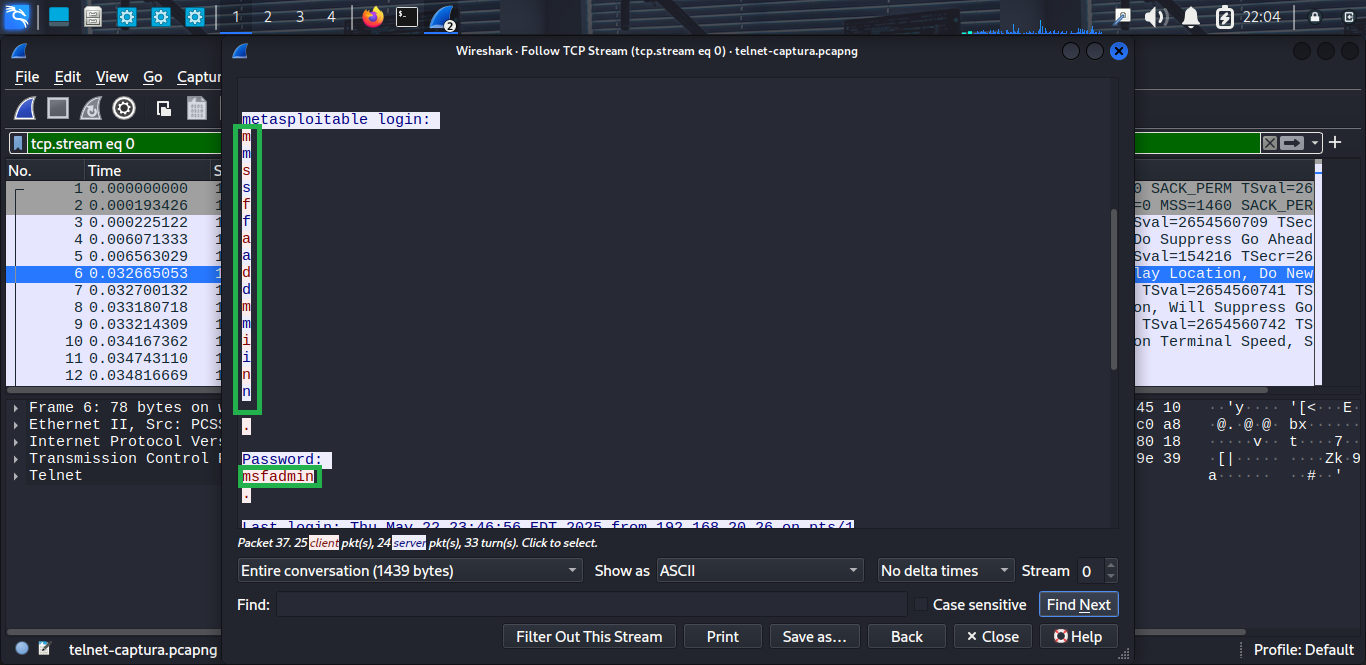 1 2 3 4
2
22:04
Wireshark · Follow TCP Stream (tcp.stream eq 0) · telnet-captura.pcapng
File Edit View Go Captur
metasploitable login:
m
m
s
s
f
f
a
a
d
d
m
m
i
i
n
n
.
Password:
msfadmin
.
Last login: Thu May 22 23:46:56 EDT 2025 from 192.168.20.26 on pts/1
tcp.stream eq 0
No. Time S
1 0.000000000 1
2 0.000193426 1
3 0.000225122 1
4 0.006071333 1
5 0.006563029 1
6 0.032665053 1
7 0.032700132 1
8 0.033180718 1
9 0.033214309 1
10 0.034167362 1
11 0.034743110 1
12 0.034816669 1
0 SACK_PERM TSval=26
=0 MSS=1460 SACK_PER
Sval=2654560709 TSec
Do Suppress Go Ahead
TSval=154216 TSecr=26
lay Location, Do New
TSval=2654560741 TS
on, Will Suppress Go
TSval=2654560742 TS
on Terminal Speed, S
Frame 6: 78 bytes on w
Ethernet II, Src: PCSS
Internet Protocol Vers
Transmission Control P
Telnet
45 10 ··'y···· '[<···E
c0 a8 @.·@·@· bx······
80 18 ·····v·· t····7··
9e 39 ·[|····· ····Zk·9
a······ ··#··'
Packet 37. 25 client pkt(s), 24 server pkt(s), 33 turn(s). Click to select.
Entire conversation (1439 bytes) Show as ASCII No delta times Stream 0
Find: Case sensitive Find Next
Filter Out This Stream Print Save as… Back Close Help
telnet-captura.pcapng Profile: Default